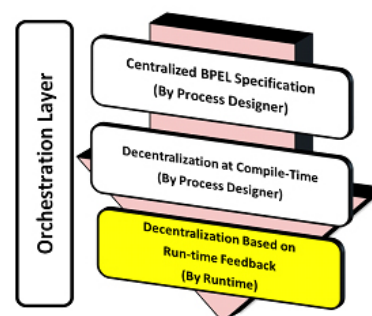 Orchestration Layer
Centralized BPEL Specification
(By Process Designer)
Decentralization at Compile-Time
(By Process Designer)
Decentralization Based on
Run-time Feedback
(By Runtime)